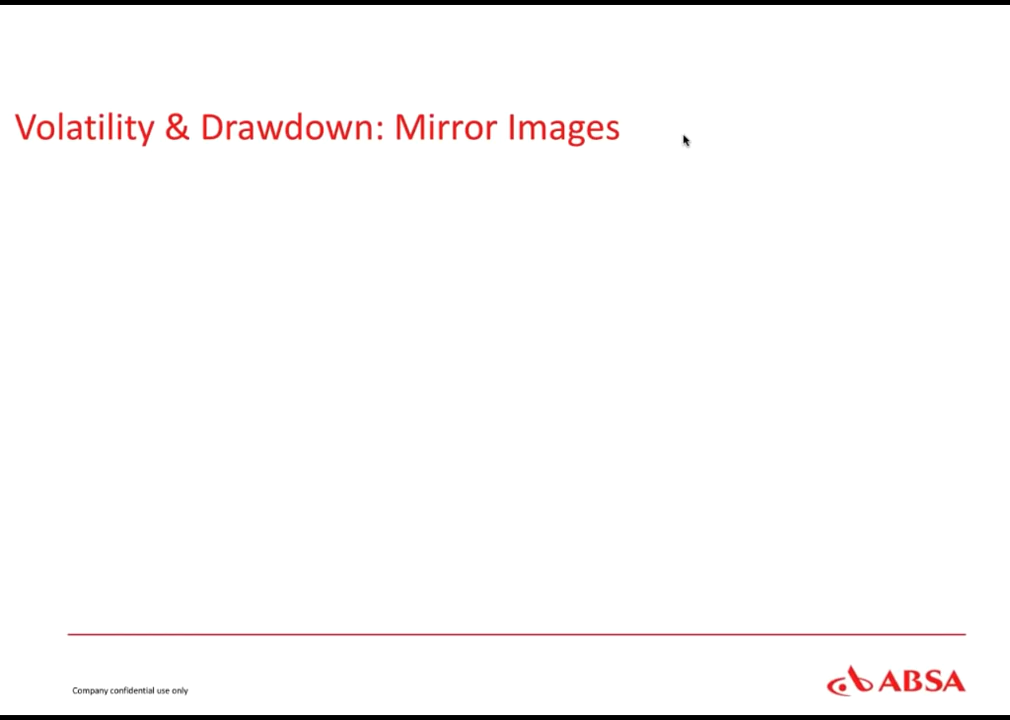 Volatility & Drawdown: Mirror Images
Company confidential use only
ABSA